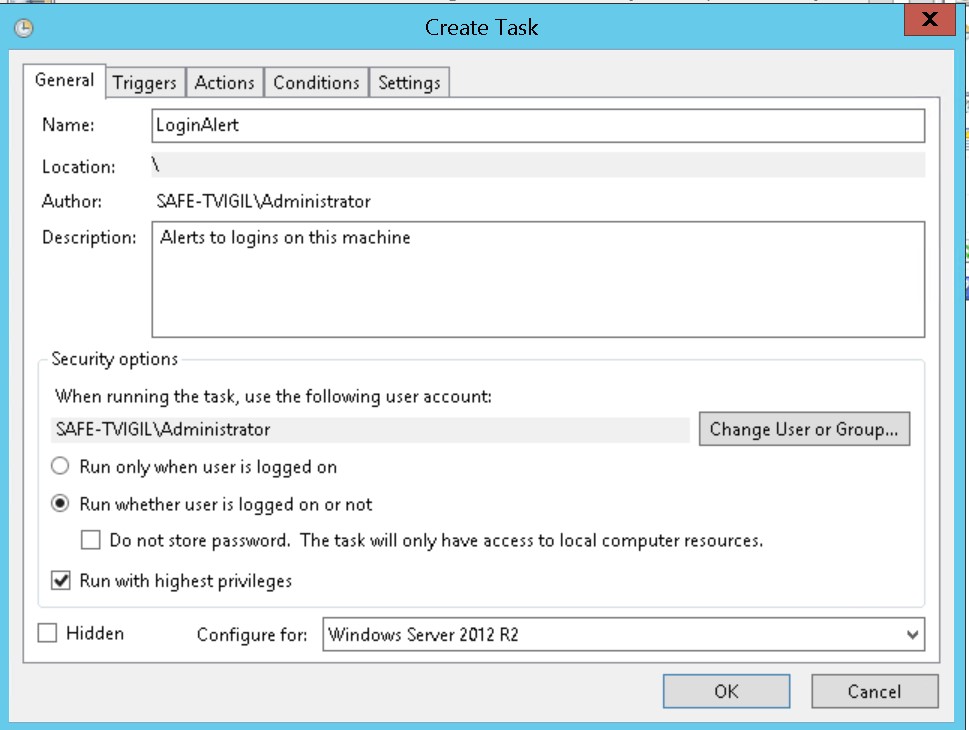 Create Task
X
General Triggers Actions Conditions Settings
Name: LoginAlert
Location: \
Author: SAFE-TVIGIL\Administrator
Description: Alerts to logins on this machine
Security options
When running the task, use the following user account:
SAFE-TVIGIL\Administrator Change User or Group...
Run only when user is logged on
Run whether user is logged on or not
Do not store password. The task will only have access to local computer resources.
Run with highest privileges
Hidden Configure for: Windows Server 2012 R2
OK Cancel